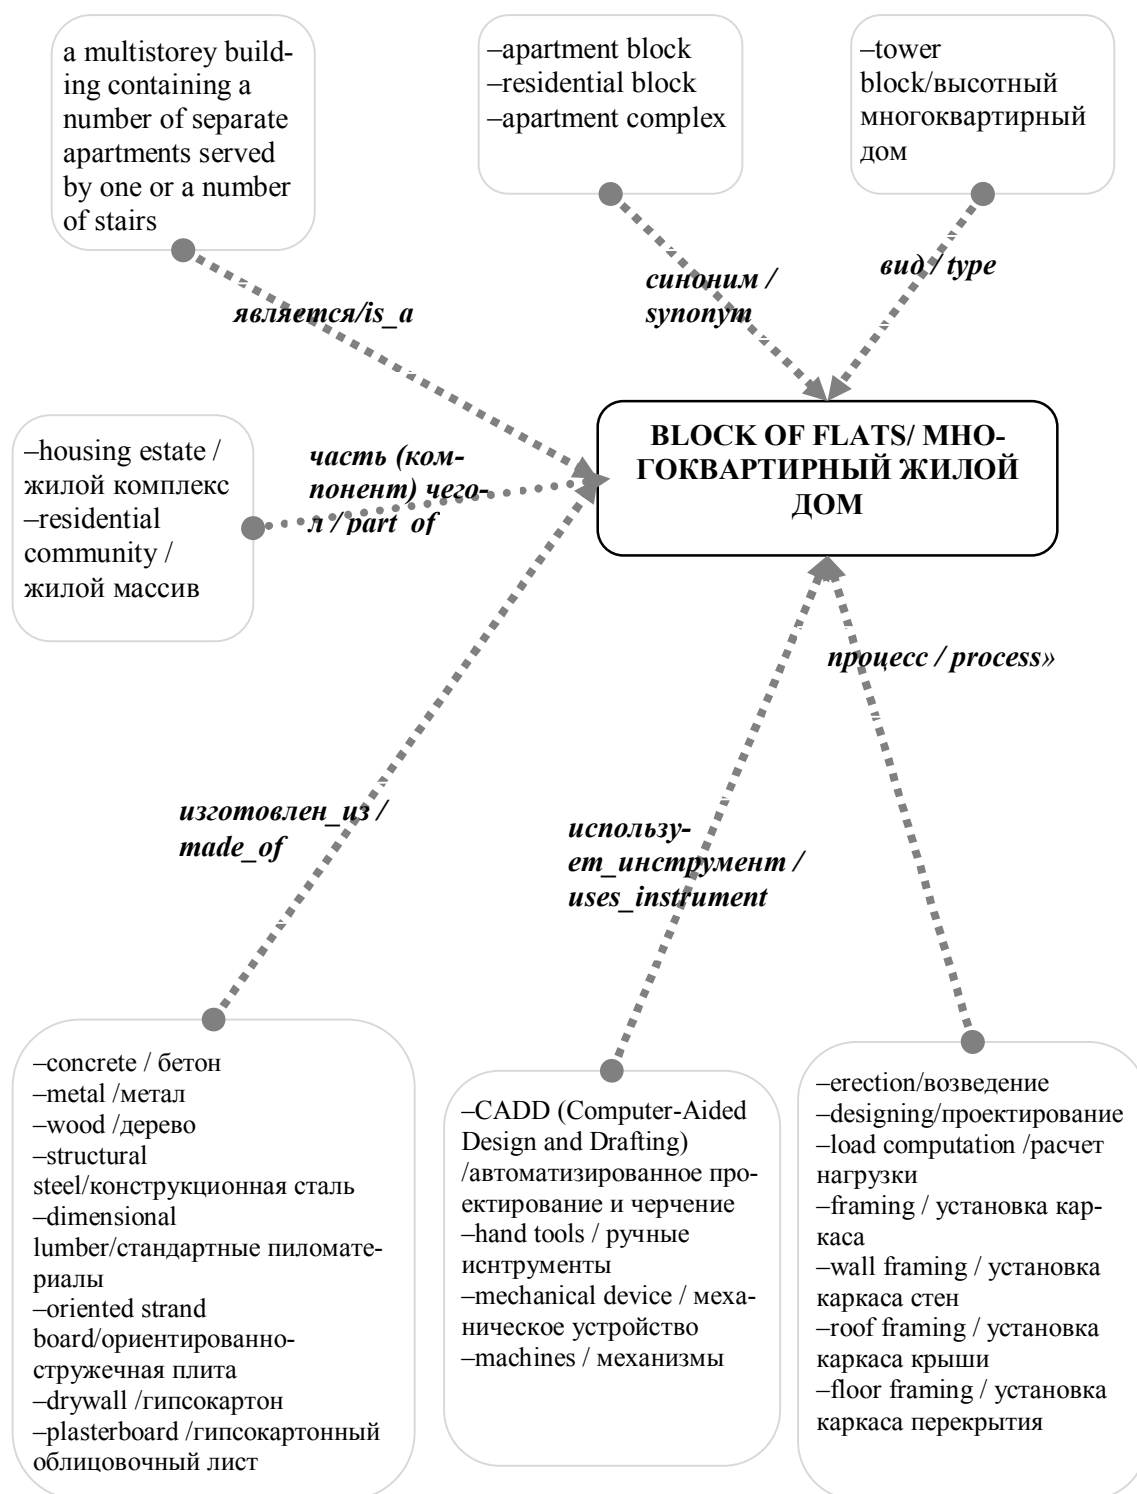 a multistorey build-
ing containing a
number of separate
apartments served
by one or a number
of stairs
–apartment block
–residential block
–apartment complex
–tower
block/высотный
многоквартирный
дом
является/is_a
синоним /
synonym
вид / type
–housing estate /
жилой комплекс
–residential
community /
жилой массив
часть (ком-
понент) чего-
л / part_of
BLOCK OF FLATS/ МНО-
ГОКВАРТИРНЫЙ ЖИЛОЙ
ДОМ
процесс / process»
изготовлен_из /
made_of
использу-
ет_инструмент /
uses_instrument
–concrete / бетон
–metal /метал
–wood /дерево
–structural
steel/конструкционная сталь
–dimensional
lumber/стандартные пиломате-
риалы
–oriented strand
board/ориентированно-
стружечная плита
–drywall /гипсокартон
–plasterboard /гипсокартонный
облицовочный лист
–CADD (Computer-Aided
Design and Drafting)
/автоматизированное про-
ектирование и черчение
–hand tools / ручные
иснтрументы
–mechanical device / меха-
ническое устройство
–machines / механизмы
–erection/возведение
–designing/проектирование
–load computation /расчет
нагрузки
–framing / установка кар-
каса
–wall framing / установка
каркаса стен
–roof framing / установка
каркаса крыши
–floor framing / установка
каркаса перекрытия